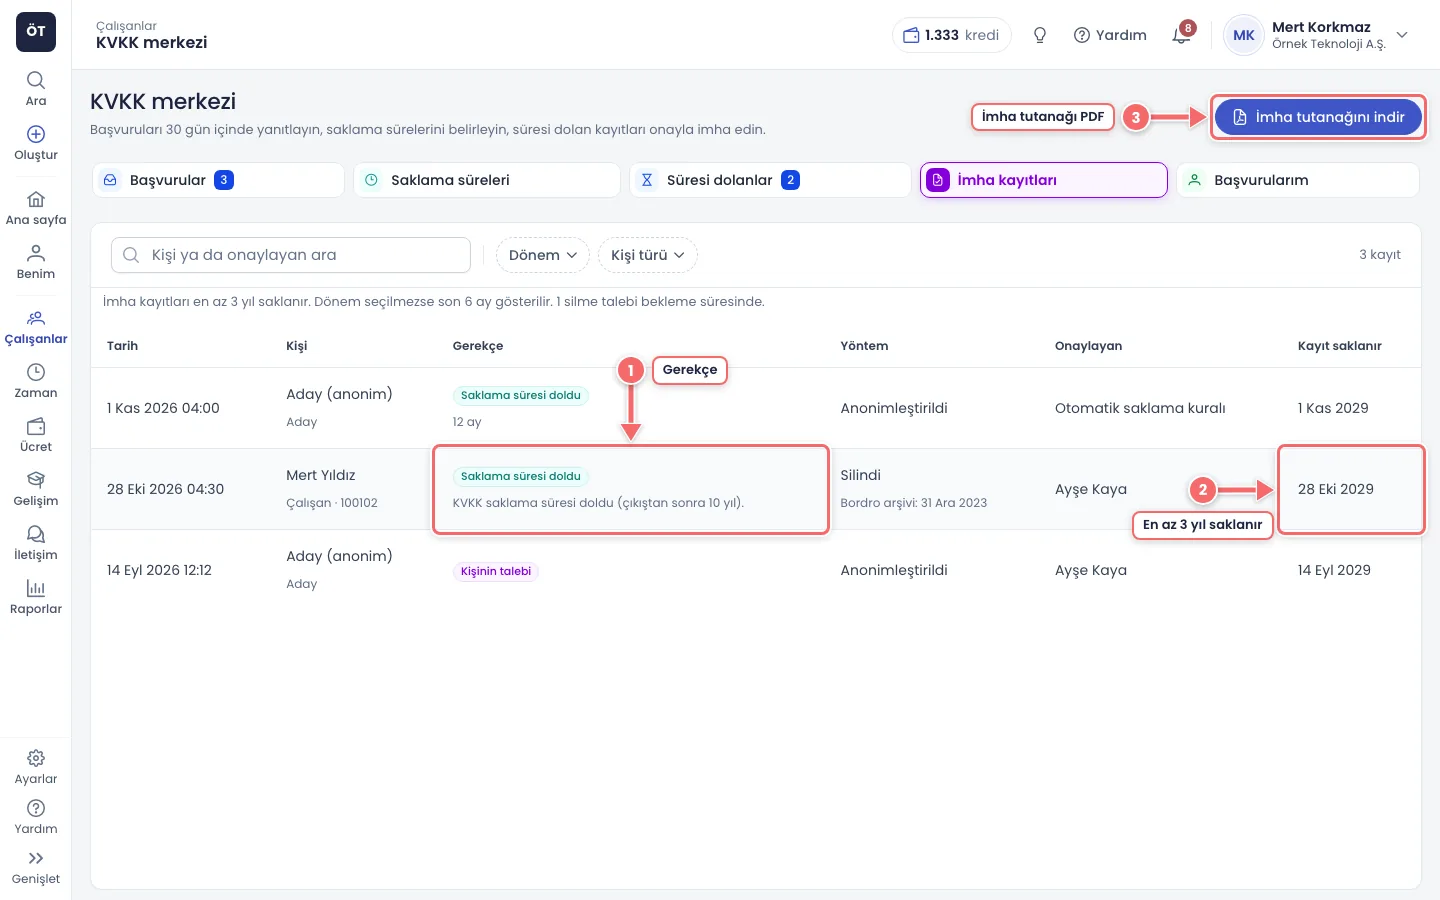 ÖT
Çalışanlar
KVKK merkezi
1.333 kredi
Yardım
8
MK
Mert Korkmaz
Örnek Teknoloji A.Ş.
Ara
Oluştur
Ana sayfa
Benim
Çalışanlar
Zaman
Ücret
Gelişim
İletişim
Raporlar
Ayarlar
Yardım
Genişlet
KVKK merkezi
Başvuruları 30 gün içinde yanıtlayın, saklama sürelerini belirleyin, süresi dolan kayıtları onayla imha edin.
İmha tutanağı PDF
3
İmha tutanağını indir
Başvurular 3
Saklama süreleri
Süresi dolanlar 2
İmha kayıtları
Başvurularım
Kişi ya da onaylayan ara
Dönem
Kişi türü
3 kayıt
İmha kayıtları en az 3 yıl saklanır. Dönem seçilmezse son 6 ay gösterilir. 1 silme talebi bekleme süresinde.
Tarih Kişi Gerekçe Yöntem Onaylayan Kayıt saklanır
1 Gerekçe
1 Kas 2026 04:00
Aday (anonim)
Aday
Saklama süresi doldu
12 ay
Anonimleştirildi
Otomatik saklama kuralı
1 Kas 2029
28 Eki 2026 04:30
Mert Yıldız
Çalışan · 100102
Saklama süresi doldu
KVKK saklama süresi doldu (çıkıştan sonra 10 yıl).
Silindi
Bordro arşivi: 31 Ara 2023
Ayşe Kaya
2
En az 3 yıl saklanır
28 Eki 2029
14 Eyl 2026 12:12
Aday (anonim)
Aday
Kişinin talebi
Anonimleştirildi
Ayşe Kaya
14 Eyl 2029